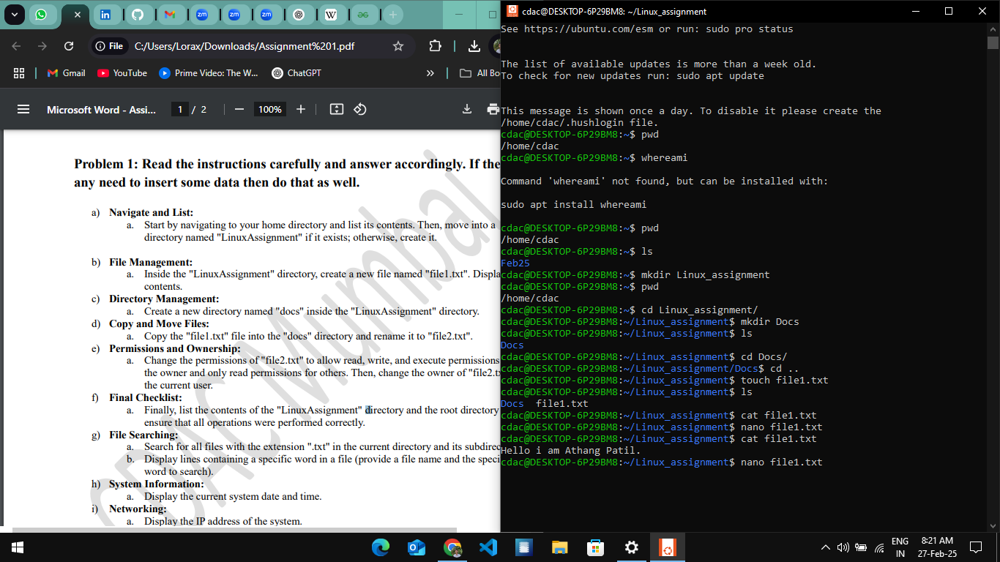 File
C:/Users/Lorax/Downloads/Assignment%201.pdf
Gmail
YouTube
Prime Video: The W...
ChatGPT
»
All Bo
Microsoft Word - Assi...
1 / 2
100%
Problem 1: Read the instructions carefully and answer accordingly. If the
any need to insert some data then do that as well.
a) Navigate and List:
a. Start by navigating to your home directory and list its contents. Then, move into a
directory named "LinuxAssignment" if it exists; otherwise, create it.
b) File Management:
a. Inside the "LinuxAssignment" directory, create a new file named "file1.txt". Displa
contents.
c) Directory Management:
a. Create a new directory named "docs" inside the "LinuxAssignment" directory.
d) Copy and Move Files:
a. Copy the "file1.txt" file into the "docs" directory and rename it to "file2.txt".
e) Permissions and Ownership:
a. Change the permissions of "file2.txt" to allow read, write, and execute permissions
the owner and only read permissions for others. Then, change the owner of "file2.tx
the current user.
f) Final Checklist:
a. Finally, list the contents of the "LinuxAssignment" directory and the root directory
ensure that all operations were performed correctly.
g) File Searching:
a. Search for all files with the extension ".txt" in the current directory and its subdirec
b. Display lines containing a specific word in a file (provide a file name and the speci
word to search).
h) System Information:
a. Display the current system date and time.
i) Networking:
a. Display the IP address of the system.
CDAC Mumbai
cdac@DESKTOP-6P29BM8: ~/Linux_assignment
See https://ubuntu.com/esm or run: sudo pro status
The list of available updates is more than a week old.
To check for new updates run: sudo apt update
This message is shown once a day. To disable it please create the
/home/cdac/.hushlogin file.
cdac@DESKTOP-6P29BM8:~$ pwd
/home/cdac
cdac@DESKTOP-6P29BM8:~$ whereami
Command 'whereami' not found, but can be installed with:
sudo apt install whereami
cdac@DESKTOP-6P29BM8:~$ pwd
/home/cdac
cdac@DESKTOP-6P29BM8:~$ ls
Feb25
cdac@DESKTOP-6P29BM8:~$ mkdir Linux_assignment
cdac@DESKTOP-6P29BM8:~$ pwd
/home/cdac
cdac@DESKTOP-6P29BM8:~$ cd Linux_assignment/
cdac@DESKTOP-6P29BM8:~/Linux_assignment$ mkdir Docs
cdac@DESKTOP-6P29BM8:~/Linux_assignment$ ls
Docs
cdac@DESKTOP-6P29BM8:~/Linux_assignment$ cd Docs/
cdac@DESKTOP-6P29BM8:~/Linux_assignment/Docs$ cd ..
cdac@DESKTOP-6P29BM8:~/Linux_assignment$ touch file1.txt
cdac@DESKTOP-6P29BM8:~/Linux_assignment$ ls
Docs file1.txt
cdac@DESKTOP-6P29BM8:~/Linux_assignment$ cat file1.txt
cdac@DESKTOP-6P29BM8:~/Linux_assignment$ nano file1.txt
cdac@DESKTOP-6P29BM8:~/Linux_assignment$ cat file1.txt
Hello i am Athang Patil.
cdac@DESKTOP-6P29BM8:~/Linux_assignment$ nano file1.txt
ENG
IN
8:21 AM
27-Feb-25